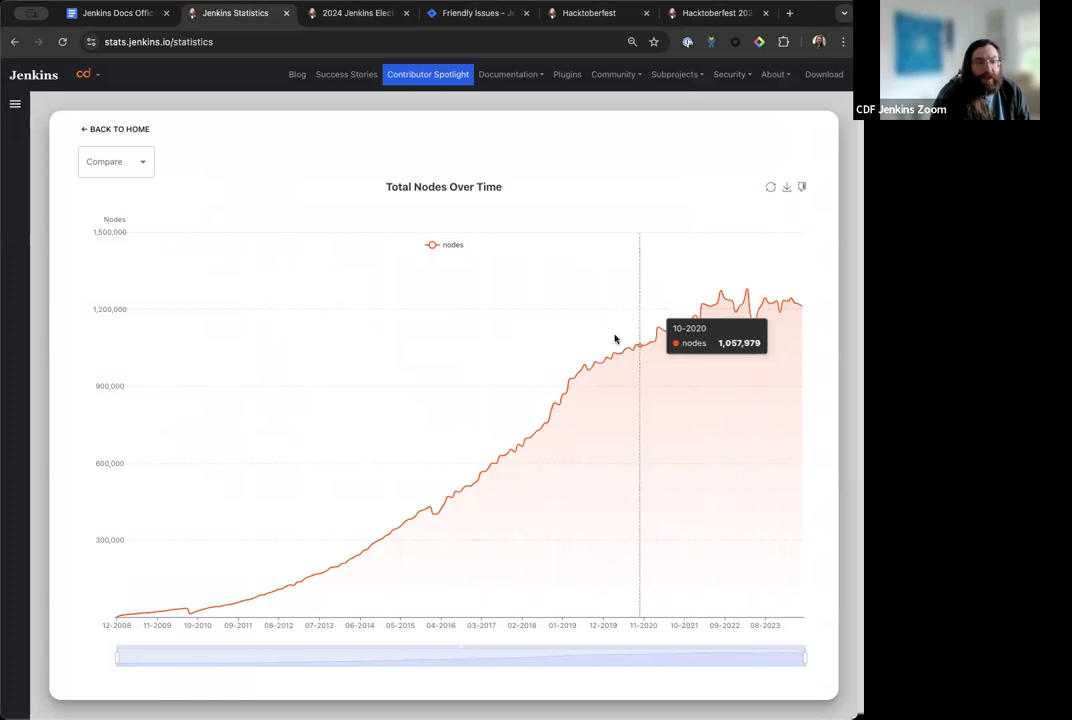 Jenkins Docs Offic
Jenkins Statistics
2024 Jenkins Elect
Friendly Issues - Je
Hacktoberfest
Hacktoberfest 202
stats.jenkins.io/statistics
Jenkins
cd
Blog
Success Stories
Contributor Spotlight
Documentation
Plugins
Community
Subprojects
Security
About
Download
CDF Jenkins Zoom
← BACK TO HOME
Compare
Total Nodes Over Time
Nodes
nodes
1,500,000
1,200,000
900,000
600,000
300,000
10-2020
nodes 1,057,979
12-2008 11-2009 10-2010 09-2011 08-2012 07-2013 06-2014 05-2015 04-2016 03-2017 02-2018 01-2019 12-2019 11-2020 10-2021 09-2022 08-2023